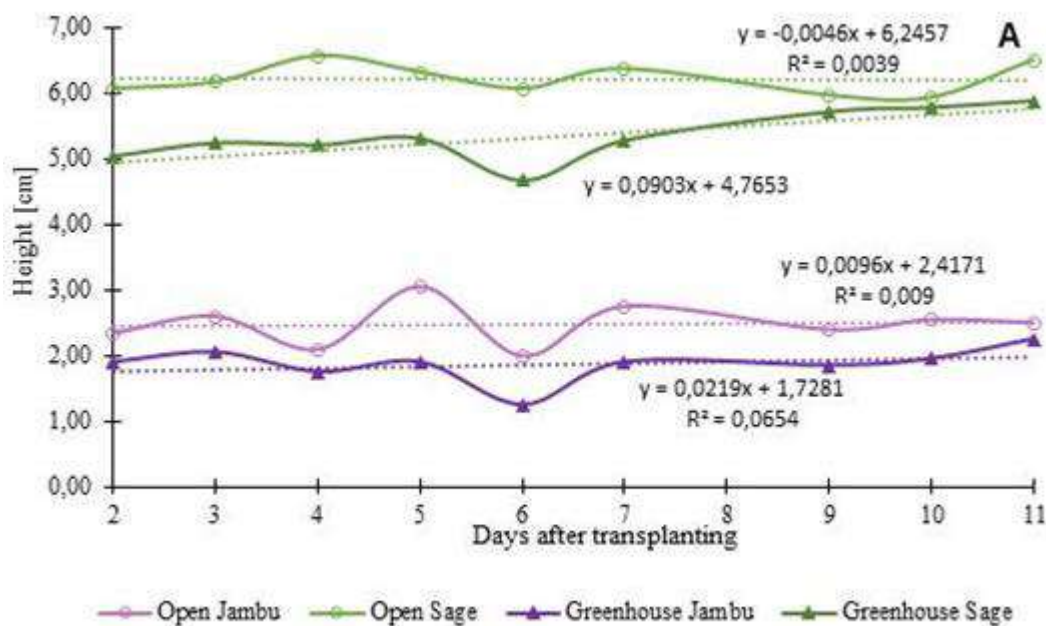 7,00
6,00
5,00
4,00
3,00
2,00
1,00
0,00
Height [cm]
y = -0,0046x + 6,2457
R² = 0,0039
A
y = 0,0903x + 4,7653
y = 0,0096x + 2,4171
R² = 0,009
y = 0,0219x + 1,7281
R² = 0,0654
2 3 4 5 6 7 8 9 10 11
Days after transplanting
Open Jambu Open Sage Greenhouse Jambu Greenhouse Sage